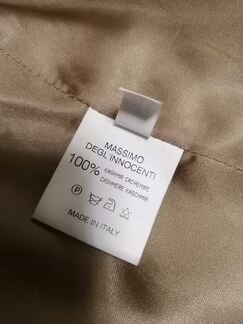 MASSIMO
DEGL'INNOCENTI
100% KASHMIR CACHEMIRE
CASHMERE KASCHMIR
P
MADE IN ITALY